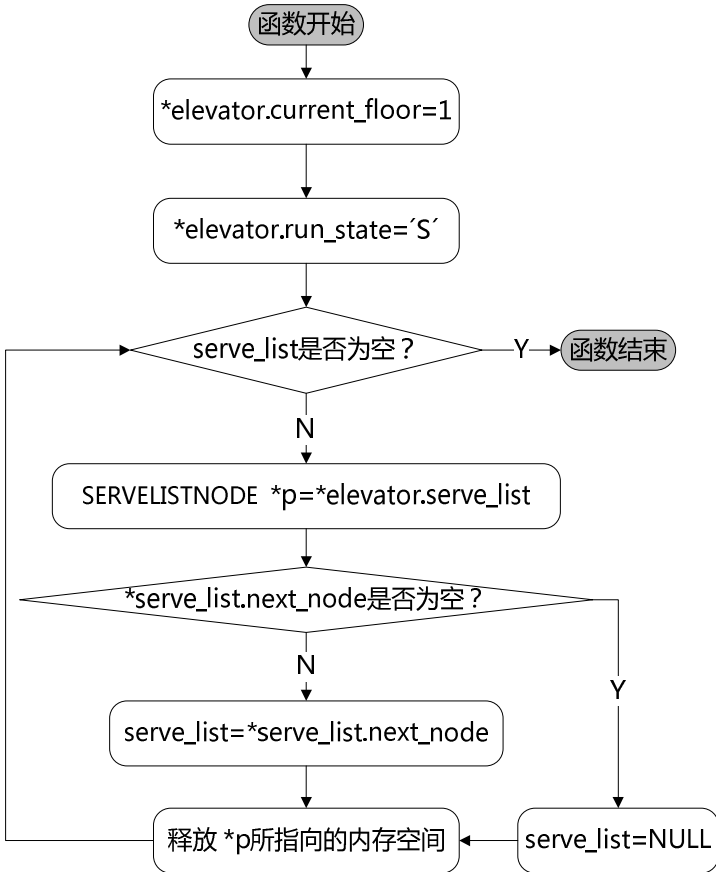 函数开始
*elevator.current_floor=1
*elevator.run_state=´S´
serve_list是否为空？
Y
函数结束
N
SERVELISTNODE *p=*elevator.serve_list
*serve_list.next_node是否为空？
N
Y
serve_list=*serve_list.next_node
释放 *p所指向的内存空间
serve_list=NULL